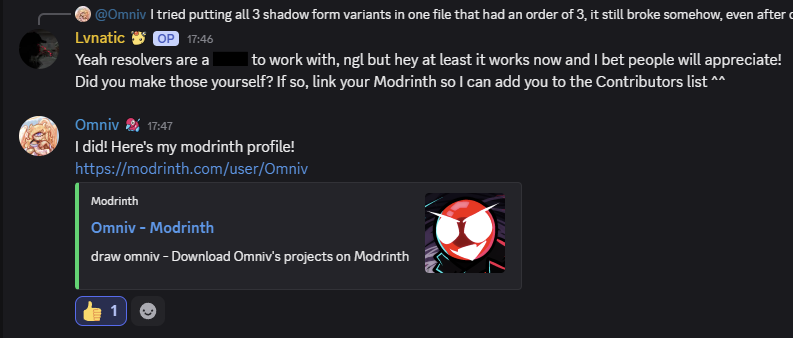 @Omniv I tried putting all 3 shadow form variants in one file that had an order of 3, it still broke somehow, even after
Lvnatic OP 17:46
Yeah resolvers are a to work with, ngl but hey at least it works now and I bet people will appreciate!
Did you make those yourself? If so, link your Modrinth so I can add you to the Contributors list ^^
Omniv 17:47
I did! Here's my modrinth profile!
https://modrinth.com/user/Omniv
Modrinth
Omniv - Modrinth
draw omniv - Download Omniv's projects on Modrinth
1